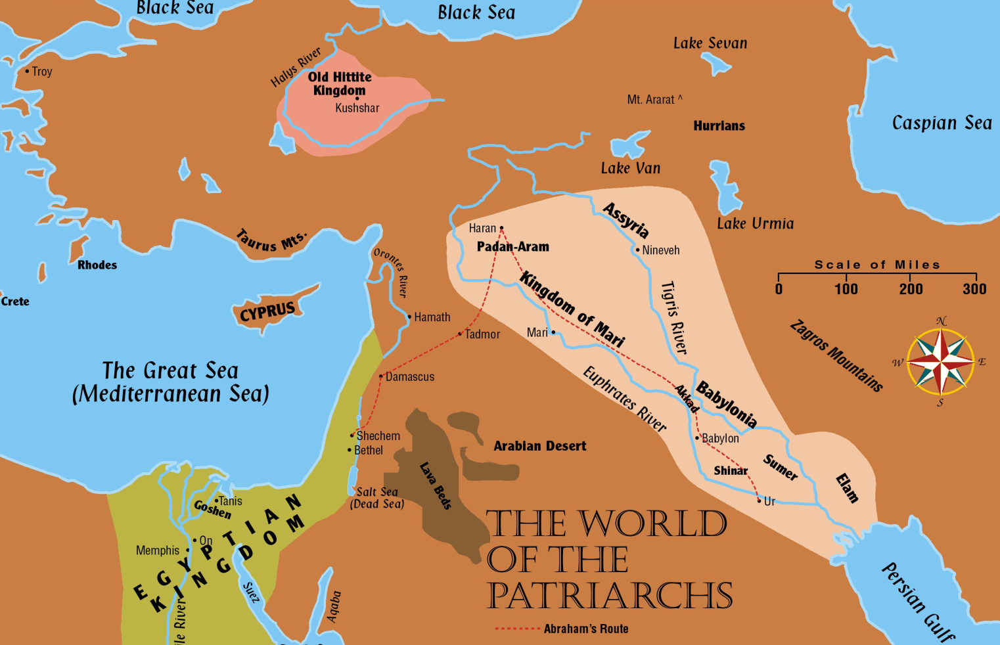 Black Sea
Black Sea
Lake Sevan
Troy
Halys River
Old Hittite
Kingdom
Kushshar
Mt. Ararat ^
Hurrians
Caspian Sea
Lake Van
Lake Urmia
Assyria
Taurus Mts.
Haran
Padan-Aram
Nineveh
Rhodes
Orontes River
Scale of Miles
0 100 200 300
Crete
CYPRUS
Kingdom of Mari
Tigris River
Hamath
Tadmor
Mari
Zagros Mountains
N
W
E
S
The Great Sea
(Mediterranean Sea)
Damascus
Euphrates River
Akkad
Babylonia
Shechem
Bethel
Babylon
Arabian Desert
Lava Beds
Shinar
Sumer
Elam
Salt Sea
(Dead Sea)
Ur
Tanis
Goshen
On
Memphis
EGYPTIAN
KINGDOM
THE WORLD
OF THE
PATRIARCHS
Suez
Aqaba
ile River
Persian Gulf
Abraham's Route